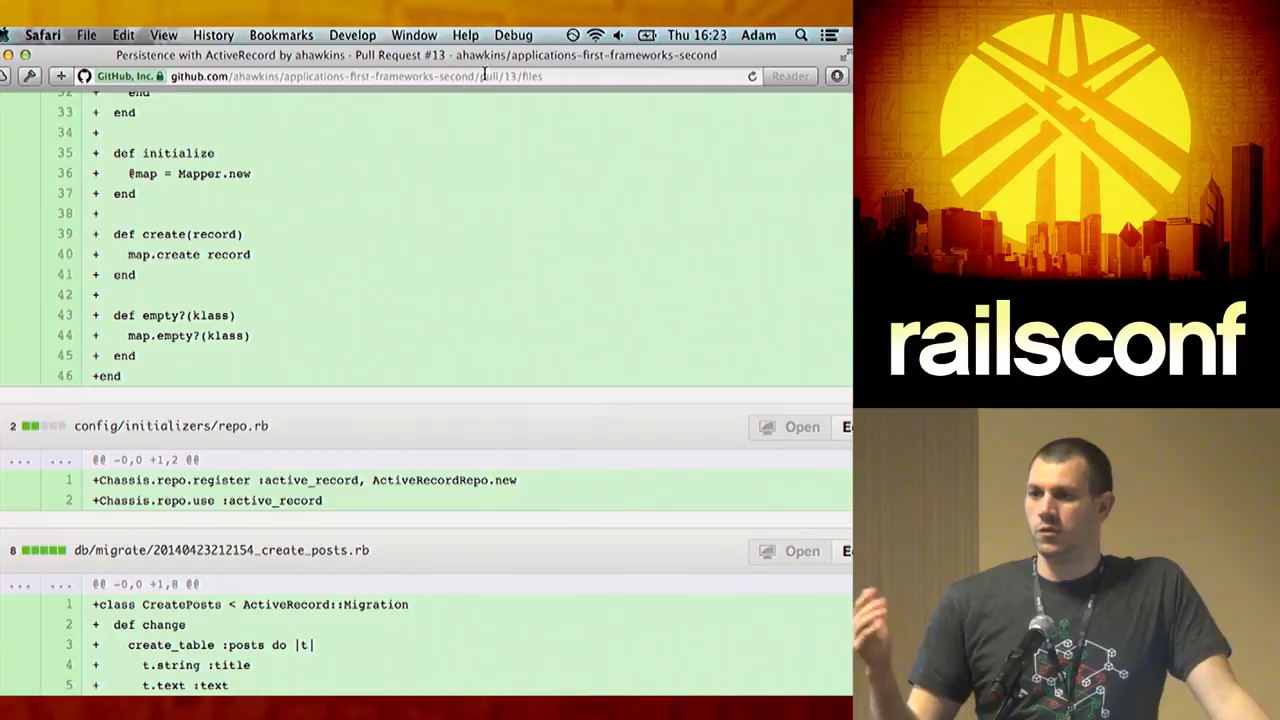 Safari File Edit View History Bookmarks Develop Window Help Debug Thu 16:23 Adam
Persistence with ActiveRecord by ahawkins · Pull Request #13 · ahawkins/applications-first-frameworks-second
GitHub, Inc. github.com/ahawkins/applications-first-frameworks-second/pull/13/files Reader
32 + end
33 + end
34 +
35 + def initialize
36 + @map = Mapper.new
37 + end
38 +
39 + def create(record)
40 + map.create record
41 + end
42 +
43 + def empty?(klass)
44 + map.empty?(klass)
45 + end
46 +end
2 config/initializers/repo.rb Open
... ... @@ -0,0 +1,2 @@
1 +Chassis.repo.register :active_record, ActiveRecordRepo.new
2 +Chassis.repo.use :active_record
8 db/migrate/20140423212154_create_posts.rb Open
... ... @@ -0,0 +1,8 @@
1 +class CreatePosts < ActiveRecord::Migration
2 + def change
3 + create_table :posts do |t|
4 + t.string :title
5 + t.text :text
railsconf